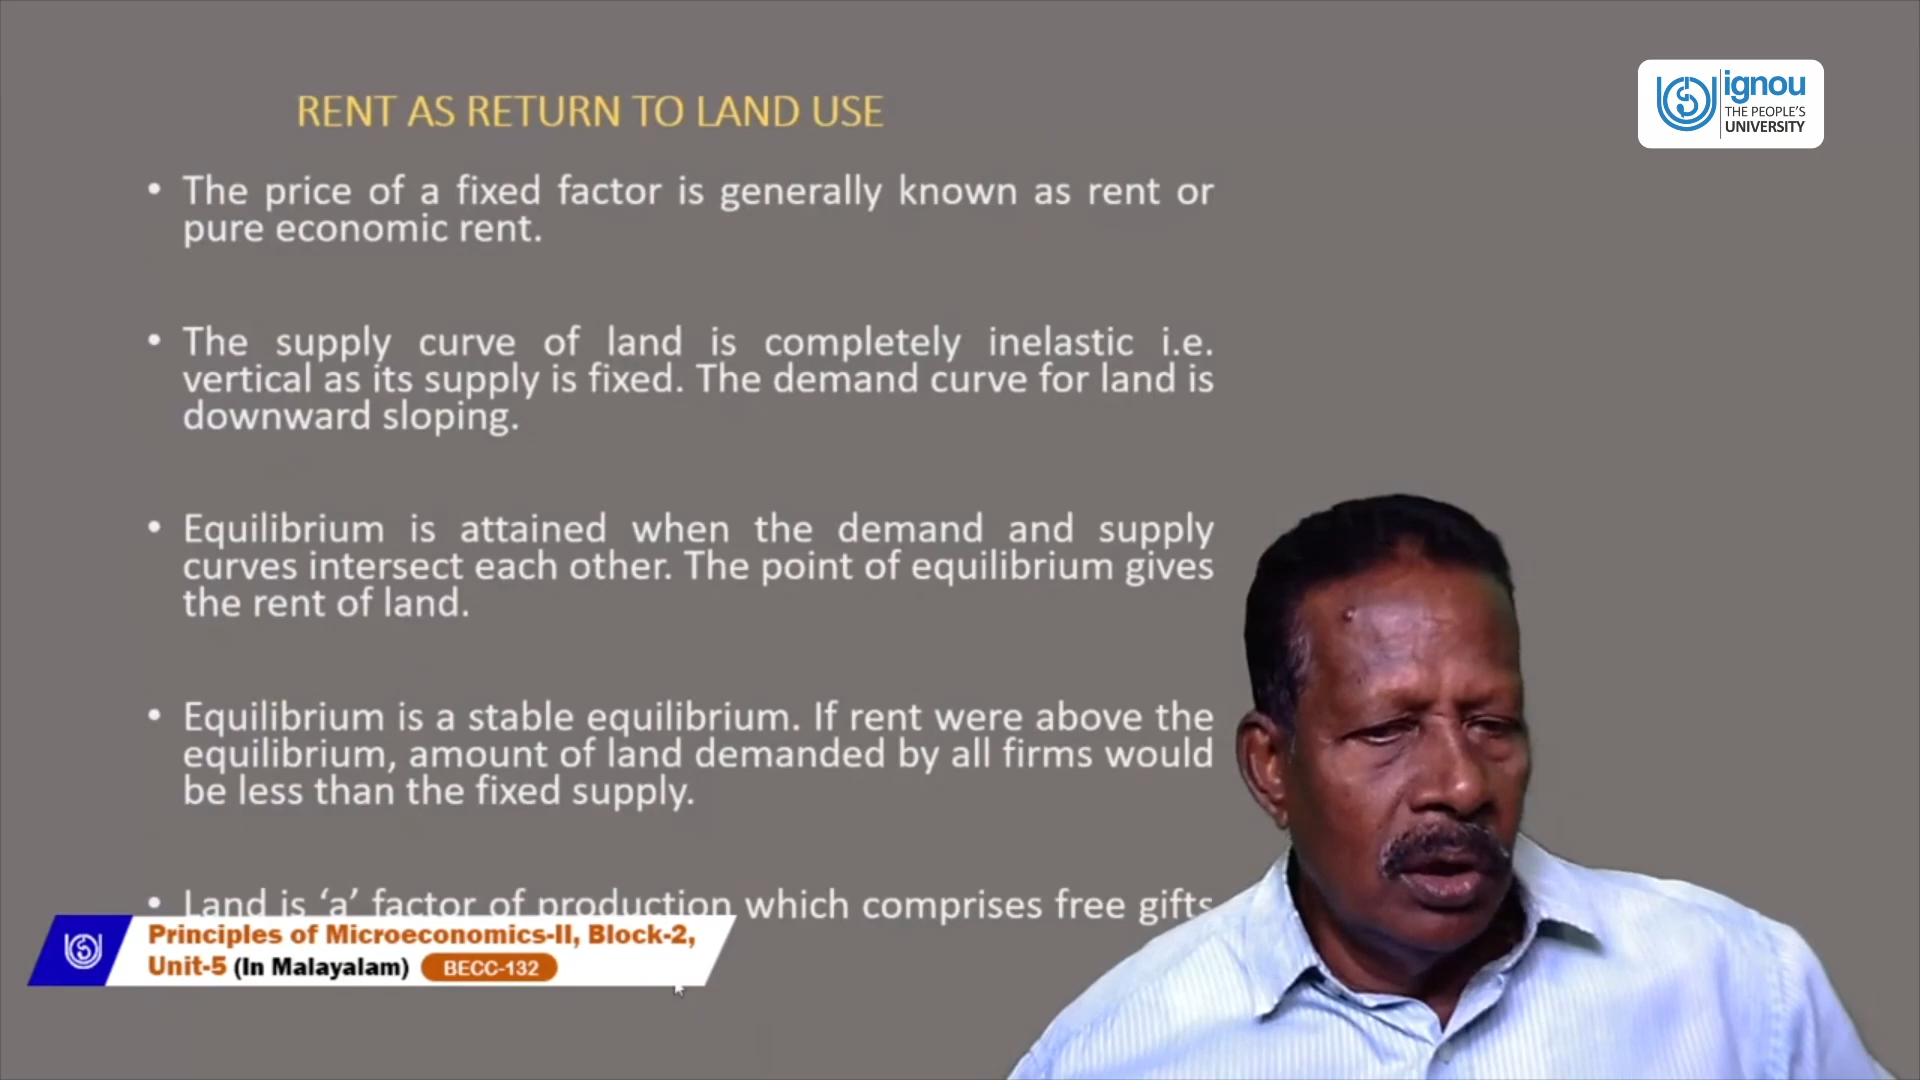 RENT AS RETURN TO LAND USE
ignou
THE PEOPLE'S
UNIVERSITY
• The price of a fixed factor is generally known as rent or
pure economic rent.
• The supply curve of land is completely inelastic i.e.
vertical as its supply is fixed. The demand curve for land is
downward sloping.
• Equilibrium is attained when the demand and supply
curves intersect each other. The point of equilibrium gives
the rent of land.
• Equilibrium is a stable equilibrium. If rent were above the
equilibrium, amount of land demanded by all firms would
be less than the fixed supply.
• Land is ‘a’ factor of production which comprises free gifts
Principles of Microeconomics-II, Block-2,
Unit-5 (In Malayalam) BECC-132